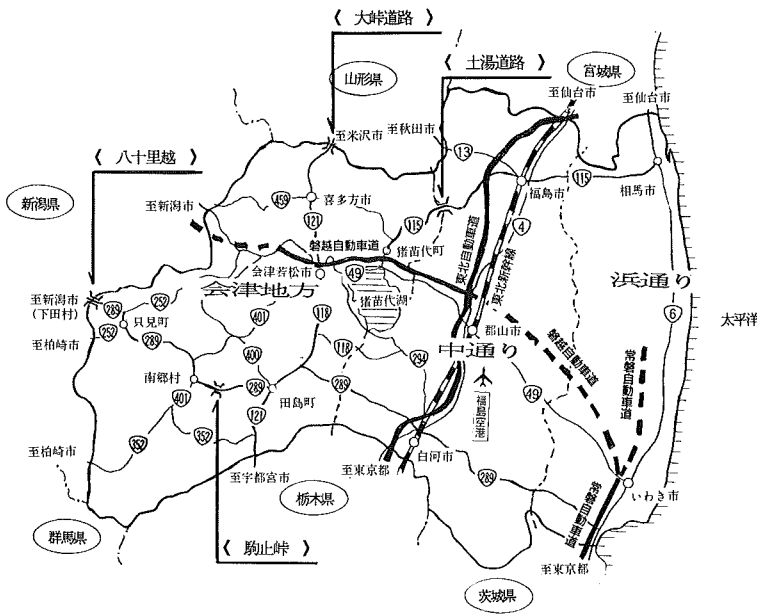 〈 大峠道路 〉
〈 土湯道路 〉
山形県
宮城県
至仙台市
至仙台市
至米沢市
至秋田市
13
〈 八十里越 〉
115
福島市
相馬市
新潟県
至新潟市
459
喜多方市
121
115
4
磐越自動車道
猪苗代町
東北自動車道
東北新幹線
会津若松市
49
会津地方
猪苗代湖
浜通り
至新潟市
(下田村)
289
252
只見町
252
至柏崎市
289
401
118
400
118
294
郡山市
中通り
磐越自動車道
常磐自動車道
6
太平洋
南郷村
401
289
田島町
289
福島空港
49
121
352
352
至柏崎市
至宇都宮市
至東京都
白河市
289
いわき市
常磐自動車道
栃木県
群馬県
〈 駒止峠 〉
至東京都
茨城県